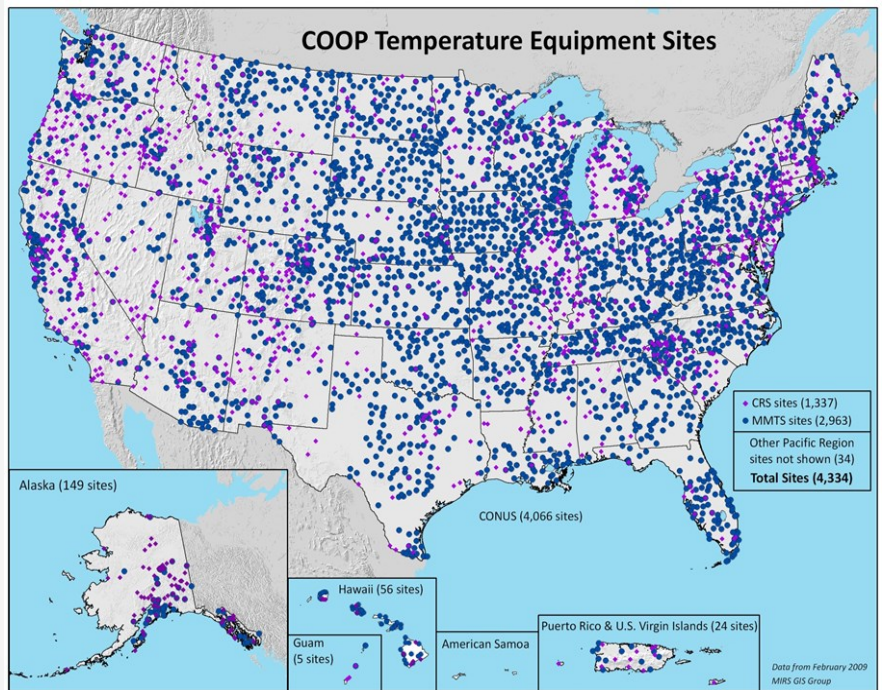 COOP Temperature Equipment Sites
CRS sites (1,337)
MMTS sites (2,963)
Other Pacific Region
sites not shown (34)
Total Sites (4,334)
Alaska (149 sites)
CONUS (4,066 sites)
Hawaii (56 sites)
Guam
(5 sites)
American Samoa
Puerto Rico & U.S. Virgin Islands (24 sites)
Data from February 2009
MIRS GIS Group